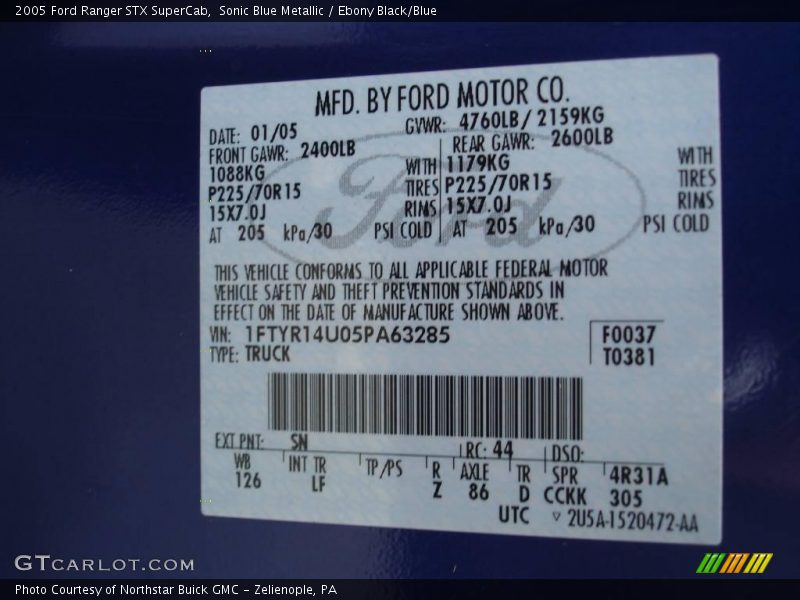 2005 Ford Ranger STX SuperCab,  Sonic Blue Metallic / Ebony Black/Blue
MFD. BY FORD MOTOR CO.
DATE: 01/05 GVWR: 4760LB/ 2159KG
FRONT GAWR: 2400LB REAR GAWR: 2600LB
1088KG WITH 1179KG WITH
P225/70R15 TIRES P225/70R15 TIRES
15X7.0J RIMS 15X7.0J RIMS
AT 205 kPa/30 PSI COLD AT 205 kPa/30 PSI COLD
Ford
THIS VEHICLE CONFORMS TO ALL APPLICABLE FEDERAL MOTOR
VEHICLE SAFETY AND THEFT PREVENTION STANDARDS IN
EFFECT ON THE DATE OF MANUFACTURE SHOWN ABOVE.
VIN: 1FTYR14U05PA63285 F0037
TYPE: TRUCK T0381
EXT PNT: SN RC: 44 DSO:
WB INT TR TP/PS R AXLE TR SPR 4R31A
126 LF Z 86 D CCKK 305
UTC ▽ 2U5A-1520472-AA
GTCARLOT.COM
Photo Courtesy of Northstar Buick GMC - Zelienople, PA